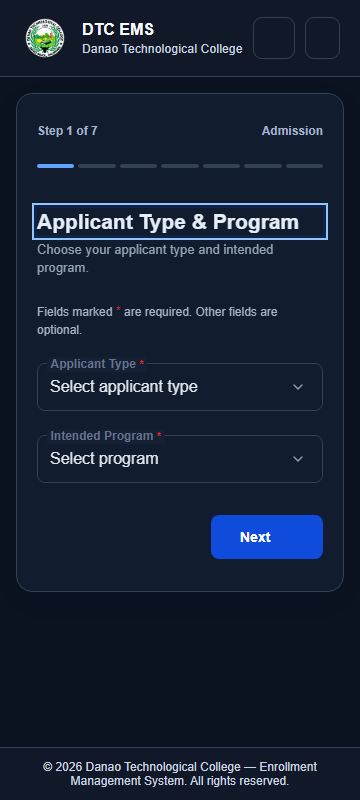 DTC EMS
Danao Technological College
Step 1 of 7
Admission
Applicant Type & Program
Choose your applicant type and intended
program.
Fields marked * are required. Other fields are
optional.
Applicant Type *
Select applicant type
Intended Program *
Select program
Next
© 2026 Danao Technological College — Enrollment
Management System. All rights reserved.